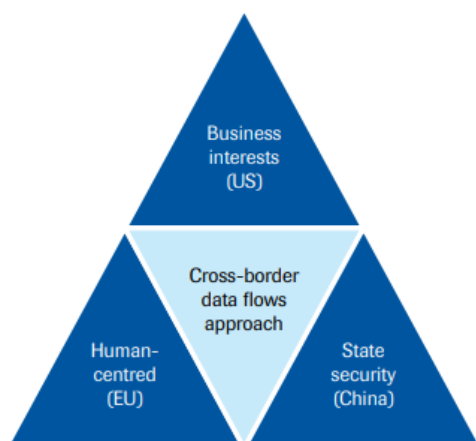 Business
interests
(US)
Cross-border
data flows
approach
Human-
centred
(EU)
State
security
(China)